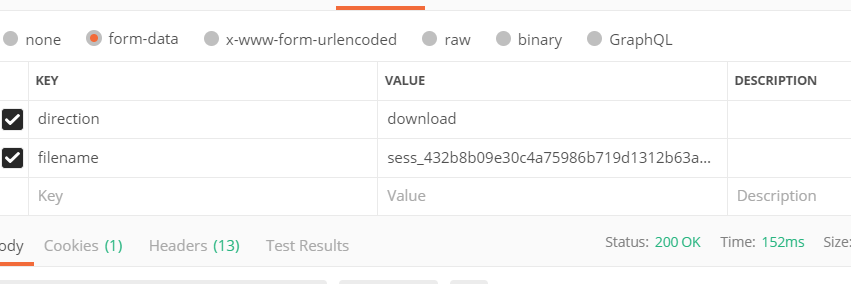 none form-data x-www-form-urlencoded raw binary GraphQL
KEY VALUE DESCRIPTION
direction download
filename sess_432b8b09e30c4a75986b719d1312b63a...
Key Value Description
ody Cookies (1) Headers (13) Test Results Status: 200 OK Time: 152ms Size: